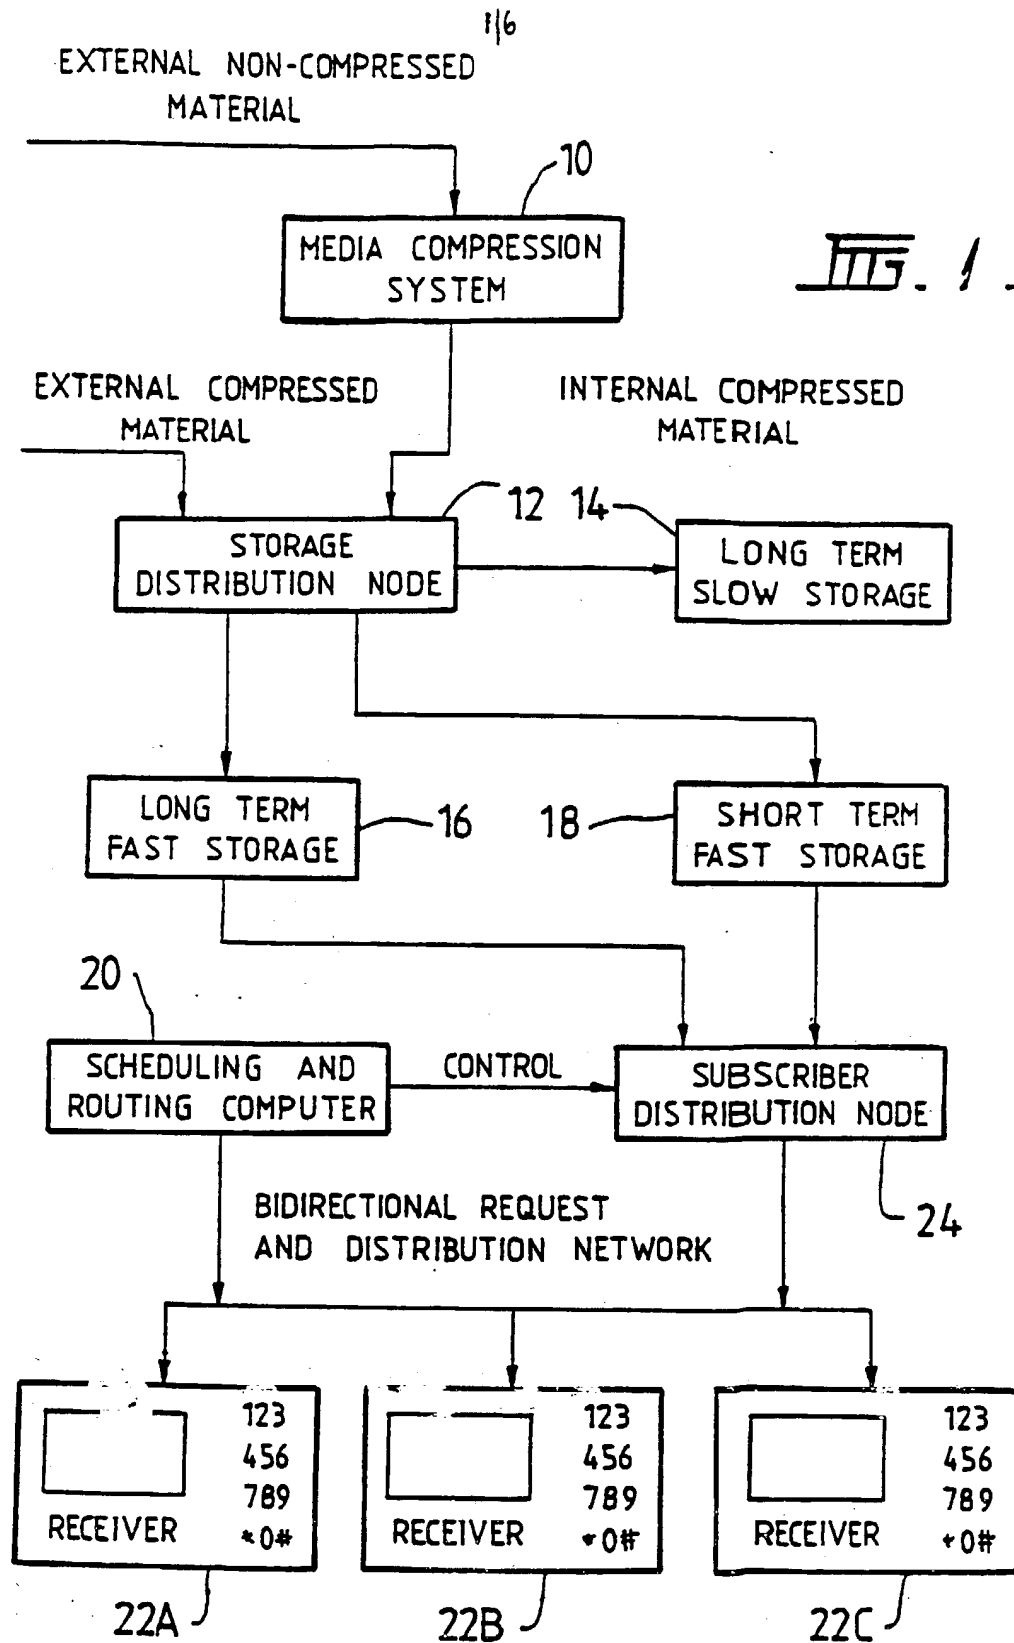 1/6
EXTERNAL NON-COMPRESSED
MATERIAL
10
MEDIA COMPRESSION
SYSTEM
FIG. 1.
EXTERNAL COMPRESSED
MATERIAL
INTERNAL COMPRESSED
MATERIAL
12
14
STORAGE
DISTRIBUTION NODE
LONG TERM
SLOW STORAGE
LONG TERM
FAST STORAGE
16
18
SHORT TERM
FAST STORAGE
20
SCHEDULING AND
ROUTING COMPUTER
CONTROL
SUBSCRIBER
DISTRIBUTION NODE
24
BIDIRECTIONAL REQUEST
AND DISTRIBUTION NETWORK
123
456
789
*0#
RECEIVER
22A
123
456
789
*0#
RECEIVER
22B
123
456
789
*0#
RECEIVER
22C